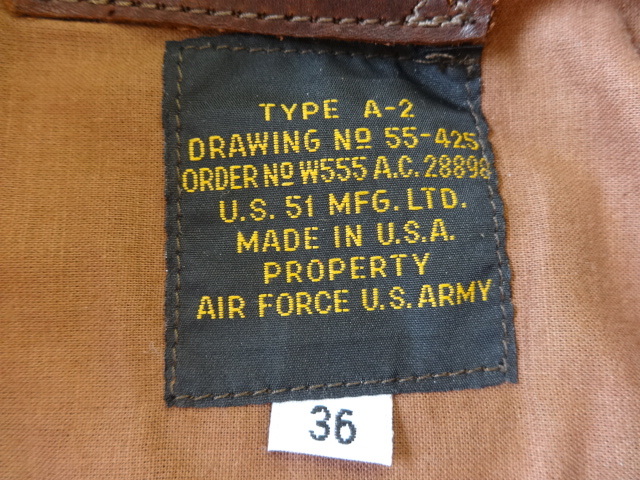 TYPE A-2
DRAWING Nº 55-425
ORDER Nº W555 A.C. 28898
U.S. 51 MFG. LTD.
MADE IN U.S.A.
PROPERTY
AIR FORCE U.S. ARMY
36